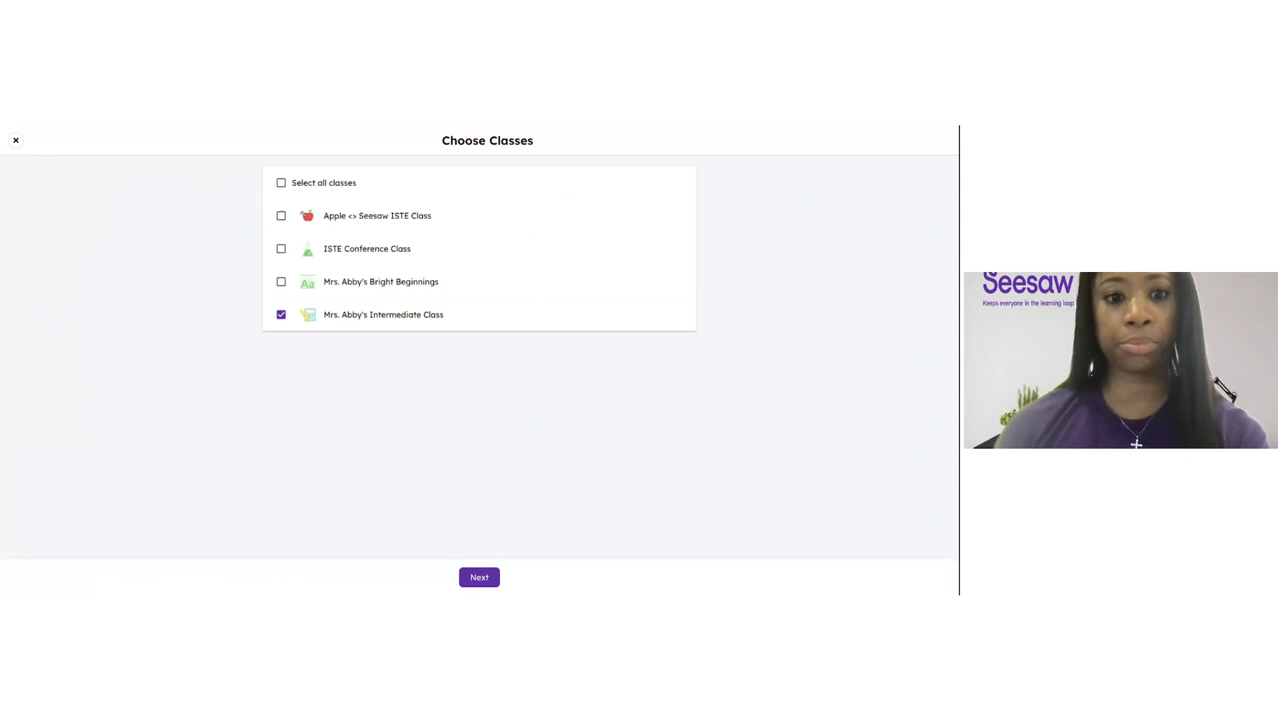 Choose Classes
Select all classes
Apple <> Seesaw ISTE Class
ISTE Conference Class
Aa
Mrs. Abby's Bright Beginnings
Mrs. Abby's Intermediate Class
Next
Seesaw
Keeps everyone in the learning loop